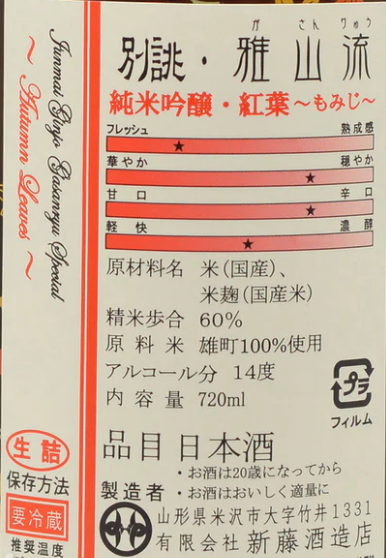 が さん りゅう
別誂・雅山流
純米吟醸・紅葉～もみじ～
フレッシュ 熟成感
華やか 穏やか
甘口 辛口
軽快 濃醇
原材料名 米(国産)、
米麹(国産米)
精米歩合 60%
原料米 雄町100%使用
アルコール分 14度
内容量 720ml
プラ
フィルム
品目 日本酒
・お酒は20歳になってから
・お酒はおいしく適量に
製造者
山形県米沢市大字竹井1331
有限会社 新藤酒造店
Junmai Ginjo Gasanryu Special
～ Autumn Leaves ～
生詰
保存方法
要冷蔵
推奨温度